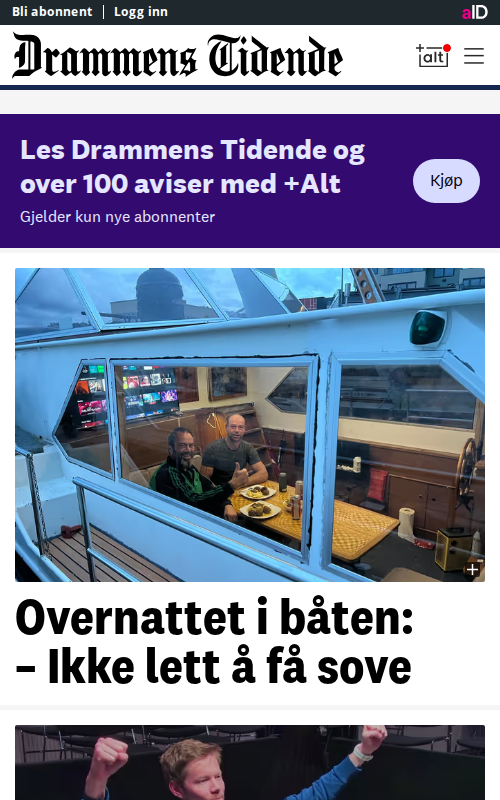 Bli abonnent | Logg inn
aID
Drammens Tidende
+alt
Les Drammens Tidende og
over 100 aviser med +Alt
Gjelder kun nye abonnenter
Kjøp
Overnattet i båten:
– Ikke lett å få sove